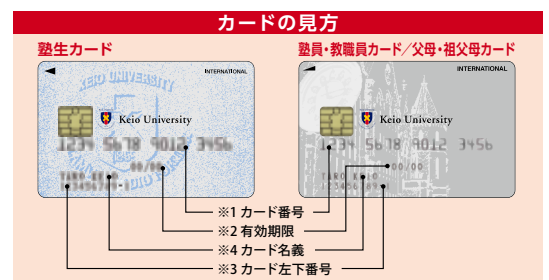 カードの見方
塾生カード
INTERNATIONAL
KEIO UNIVERSITY
Keio University
1234 5678 9012 3456
00/00
TARO KEIO
123456789-1
塾員・教職員カード／父母・祖父母カード
INTERNATIONAL
Keio University
1234 5678 9012 3456
00/00
TARO KEIO
123456789
※1 カード番号
※2 有効期限
※4 カード名義
※3 カード左下番号